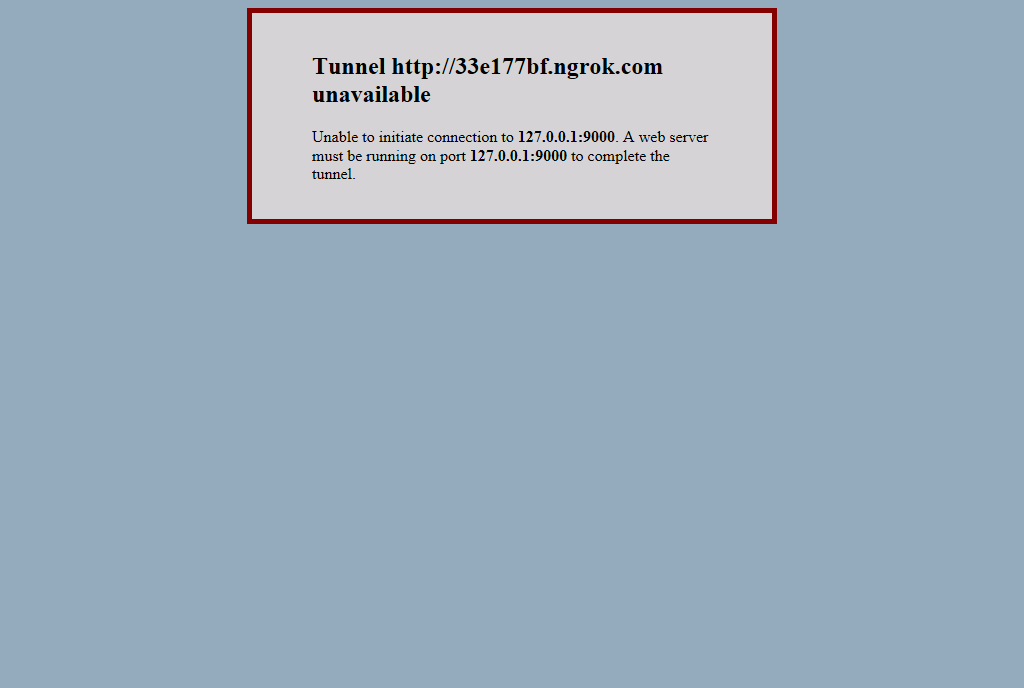 Tunnel http://33e177bf.ngrok.com
unavailable
Unable to initiate connection to 127.0.0.1:9000. A web server
must be running on port 127.0.0.1:9000 to complete the
tunnel.